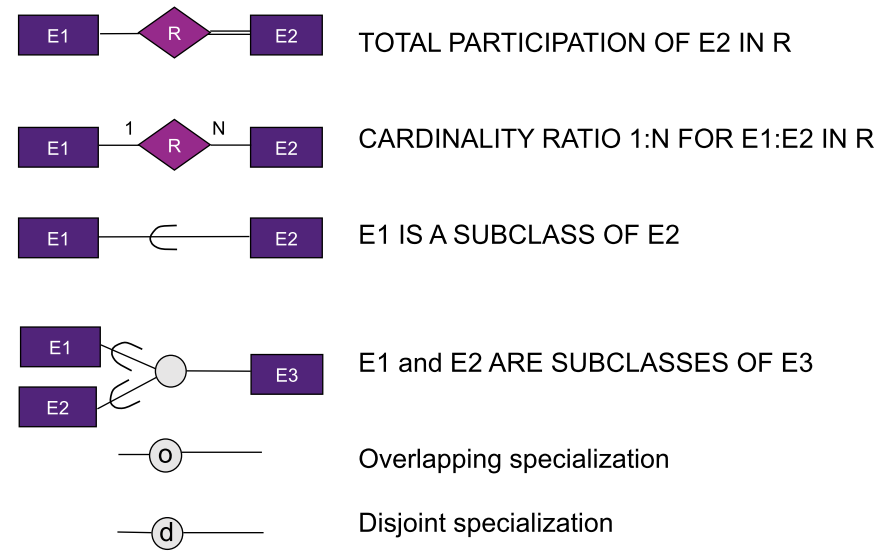 E1 R E2 TOTAL PARTICIPATION OF E2 IN R
1 N
E1 R E2 CARDINALITY RATIO 1:N FOR E1:E2 IN R
E1 E2 E1 IS A SUBCLASS OF E2
E1
E3 E1 and E2 ARE SUBCLASSES OF E3
E2
o Overlapping specialization
d Disjoint specialization